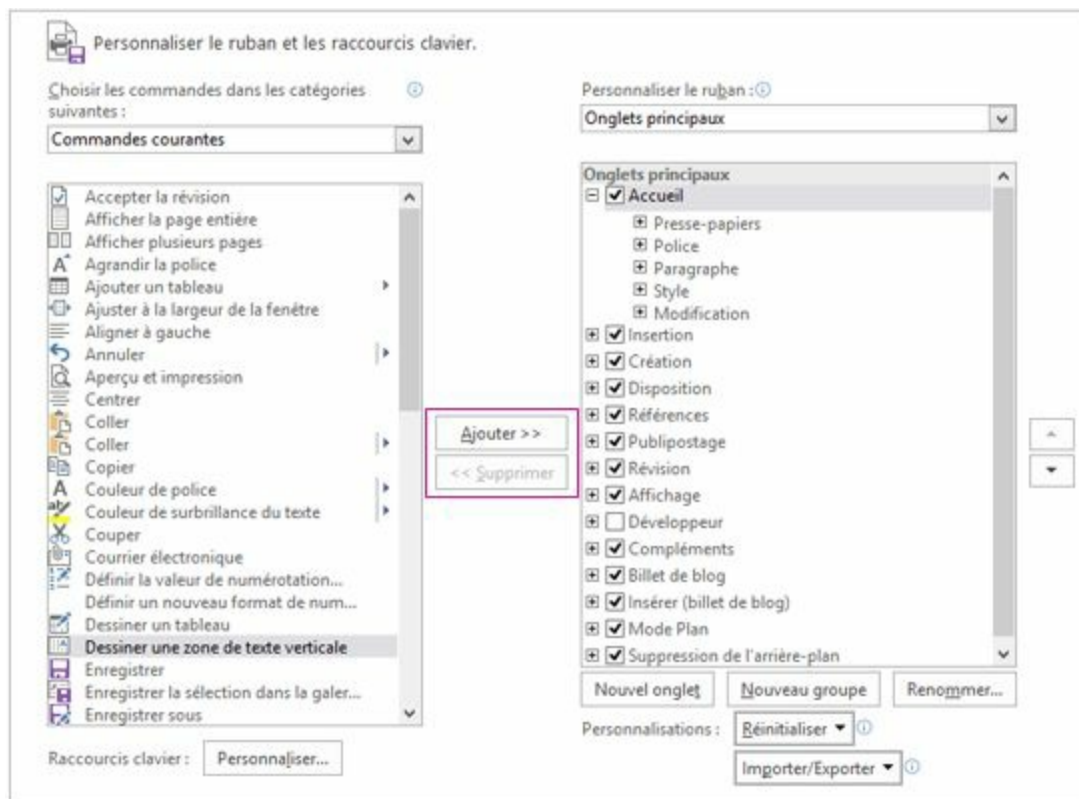 Personnaliser le ruban et les raccourcis clavier.
Choisir les commandes dans les catégories
suivantes :
Commandes courantes
Accepter la révision
Afficher la page entière
Afficher plusieurs pages
Agrandir la police
Ajouter un tableau
Ajuster à la largeur de la fenêtre
Aligner à gauche
Annuler
Aperçu et impression
Centrer
Coller
Coller
Copier
Couleur de police
Couleur de surbrillance du texte
Couper
Courrier électronique
Définir la valeur de numérotation...
Définir un nouveau format de num...
Dessiner un tableau
Dessiner une zone de texte verticale
Enregistrer
Enregistrer la sélection dans la galer...
Enregistrer sous
Raccourcis clavier :
Personnaliser...
Ajouter >>
<< Supprimer
Personnaliser le ruban :
Onglets principaux
Onglets principaux
Accueil
Presse-papiers
Police
Paragraphe
Style
Modification
Insertion
Création
Disposition
Références
Publipostage
Révision
Affichage
Développeur
Compléments
Billet de blog
Insérer (billet de blog)
Mode Plan
Suppression de l'arrière-plan
Nouvel onglet
Nouveau groupe
Renommer...
Personnalisations :
Réinitialiser
Importer/Exporter